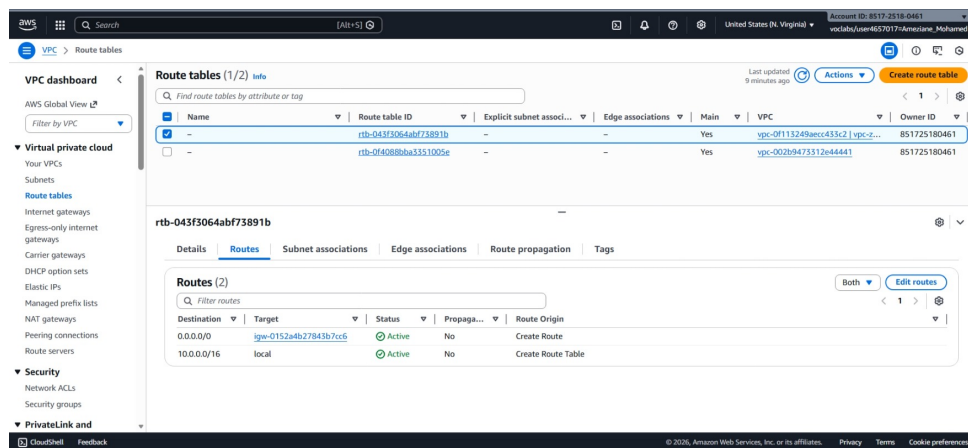 aws Search [Alt+S] United States (N. Virginia) Account ID: 8517-2518-0461
voclabs/user4657017=Ameziane_Mohamed
VPC > Route tables
VPC dashboard
AWS Global View
Filter by VPC
Virtual private cloud
Your VPCs
Subnets
Route tables
Internet gateways
Egress-only internet
gateways
Carrier gateways
DHCP option sets
Elastic IPs
Managed prefix lists
NAT gateways
Peering connections
Route servers
Security
Network ACLs
Security groups
PrivateLink and
Route tables (1/2) Info
Last updated
9 minutes ago
Actions
Create route table
Find route tables by attribute or tag
1
Name Route table ID Explicit subnet associ... Edge associations Main VPC Owner ID
– rtb-043f3064abf73891b – – Yes vpc-0f113249aecc433c2 | vpc-z... 851725180461
– rtb-0f4088bba3351005e – – Yes vpc-002b9473312e44441 851725180461
rtb-043f3064abf73891b
Details Routes Subnet associations Edge associations Route propagation Tags
Routes (2)
Both
Edit routes
Filter routes
1
Destination Target Status Propaga... Route Origin
0.0.0.0/0 igw-0152a4b27843b7cc6 Active No Create Route
10.0.0.0/16 local Active No Create Route Table
CloudShell Feedback © 2026, Amazon Web Services, Inc. or its affiliates. Privacy Terms Cookie preferences